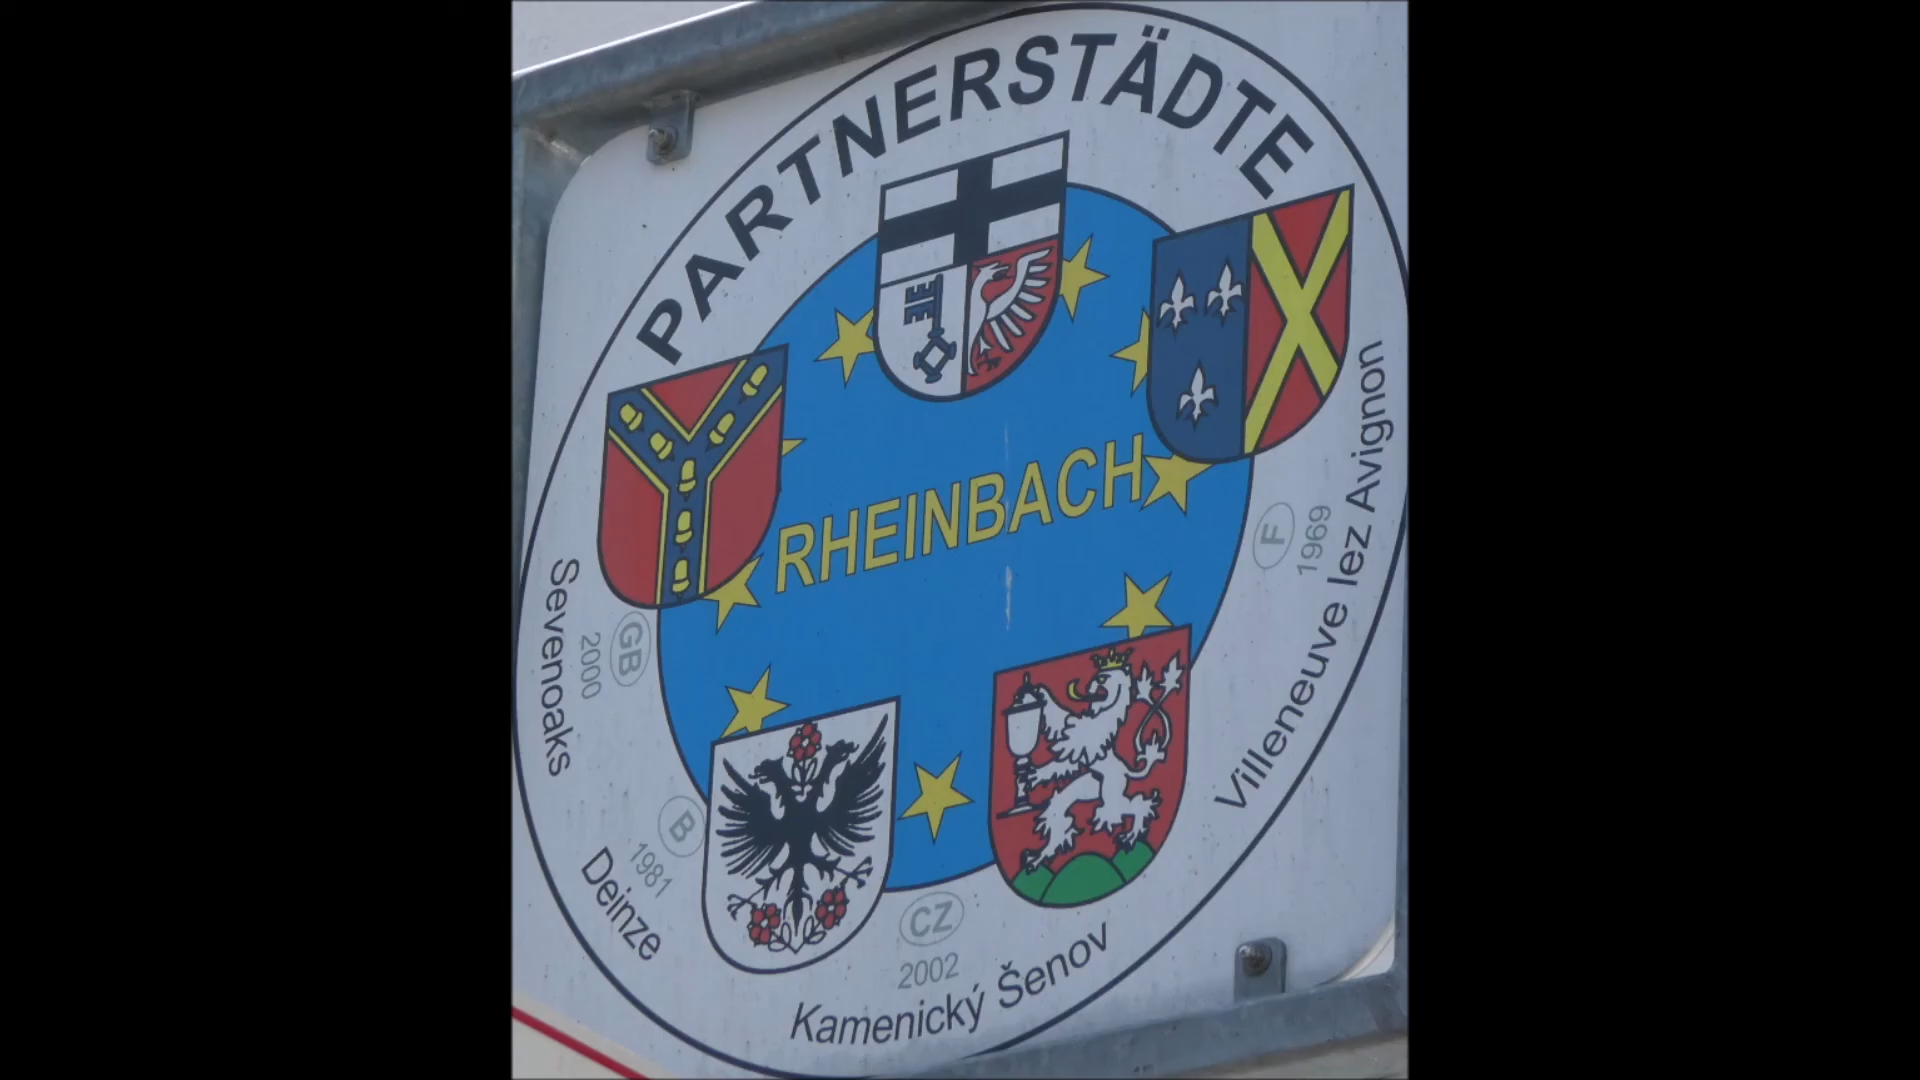 PARTNERSTÄDTE
RHEINBACH
F
1969
Villeneuve lez Avignon
GB
2000
Sevenoaks
B
1981
Deinze
CZ
2002
Kamenický Šenov